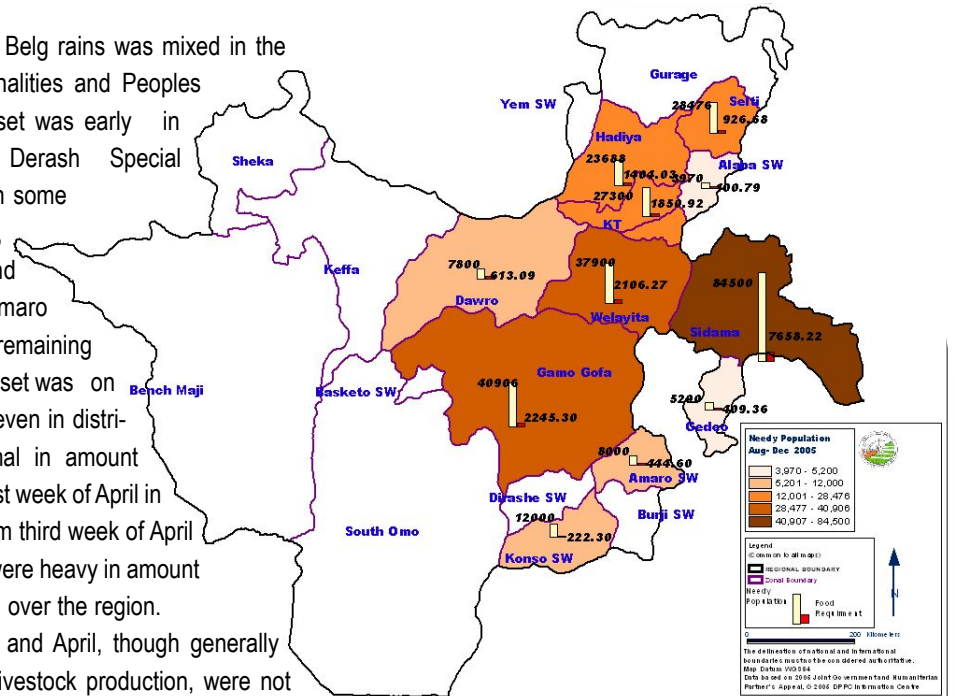 Belg rains was mixed in the
nalities and Peoples
set was early in
Derash Special
n some
nd
maro
remaining
set was on
even in distri-
nal in amount
st week of April in
m third week of April
were heavy in amount
over the region.
and April, though generally
ivestock production, were not
Gurage
Yem SW
28476
Selti
926.68
Hadiya
Sheka
23688
Alaba SW
1404.03
3970
400.79
27300
1850.92
KT
Keffa
7800
613.09
Dawro
37900
2106.27
Welayita
84500
7658.22
Sidama
Bench Maji
Basketo SW
Gamo Gofa
40906
2245.30
5200
409.36
Gedeo
8000
444.60
Amaro SW
Dirashe SW
12000
222.30
Burji SW
South Omo
Konso SW
Needy Population
Aug- Dec 2005
3,970 - 5,200
5,201 - 12,000
12,001 - 28,476
28,477 - 40,906
40,907 - 84,500
Legend
(Common to all maps)
REGIONAL BOUNDARY
Zonal Boundary
Needy
Population
Food
Requirment
N
0 200 Kilometers
The delineation of national and international
boundaries must not be considered authoritative.
Map Datum WGS84
Data based on 2005 Joint Government and Humanitarian
Partner's Appeal, © 2005 DPPC Information Centre